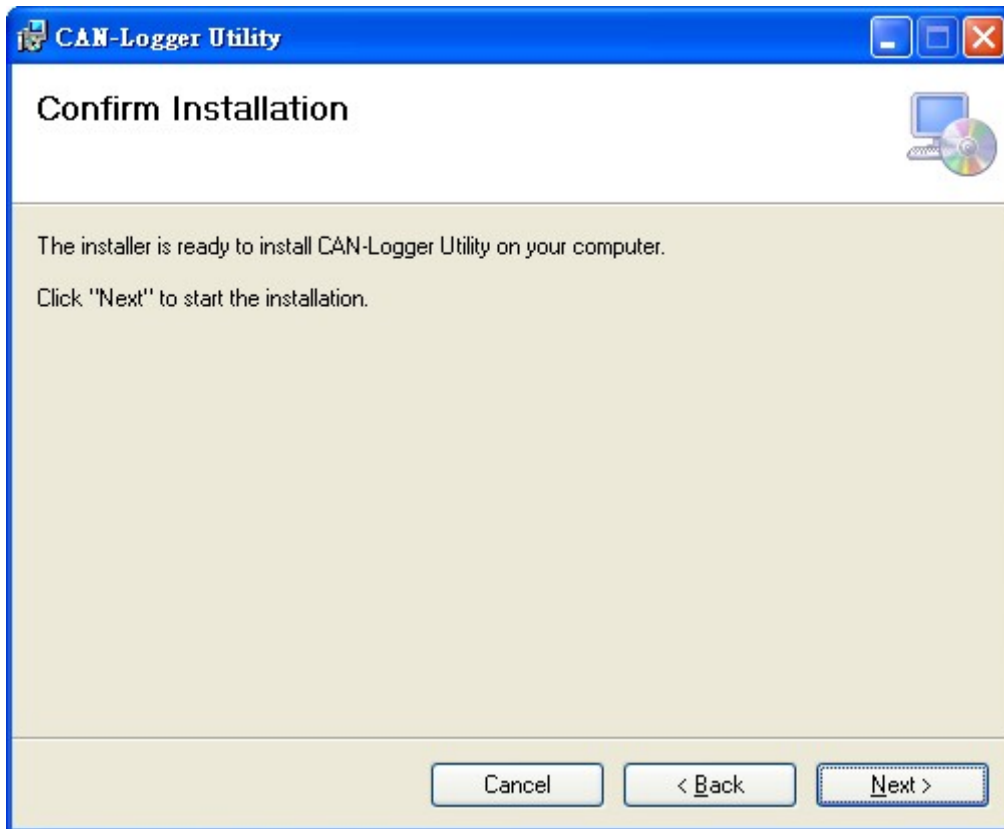 CAN-Logger Utility
Confirm Installation
The installer is ready to install CAN-Logger Utility on your computer.
Click "Next" to start the installation.
Cancel
< Back
Next >